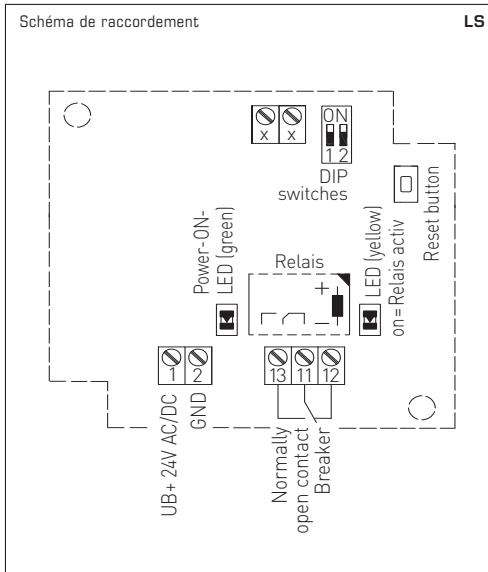 Schéma de raccordement
LS
x x
ON
1 2
DIP
switches
Reset button
Power-ON-
LED (green)
Relais
+
–
LED (yellow)
on = Relais activ
1 2
13 11 12
UB+ 24V AC/DC
GND
Normally
open contact
Breaker